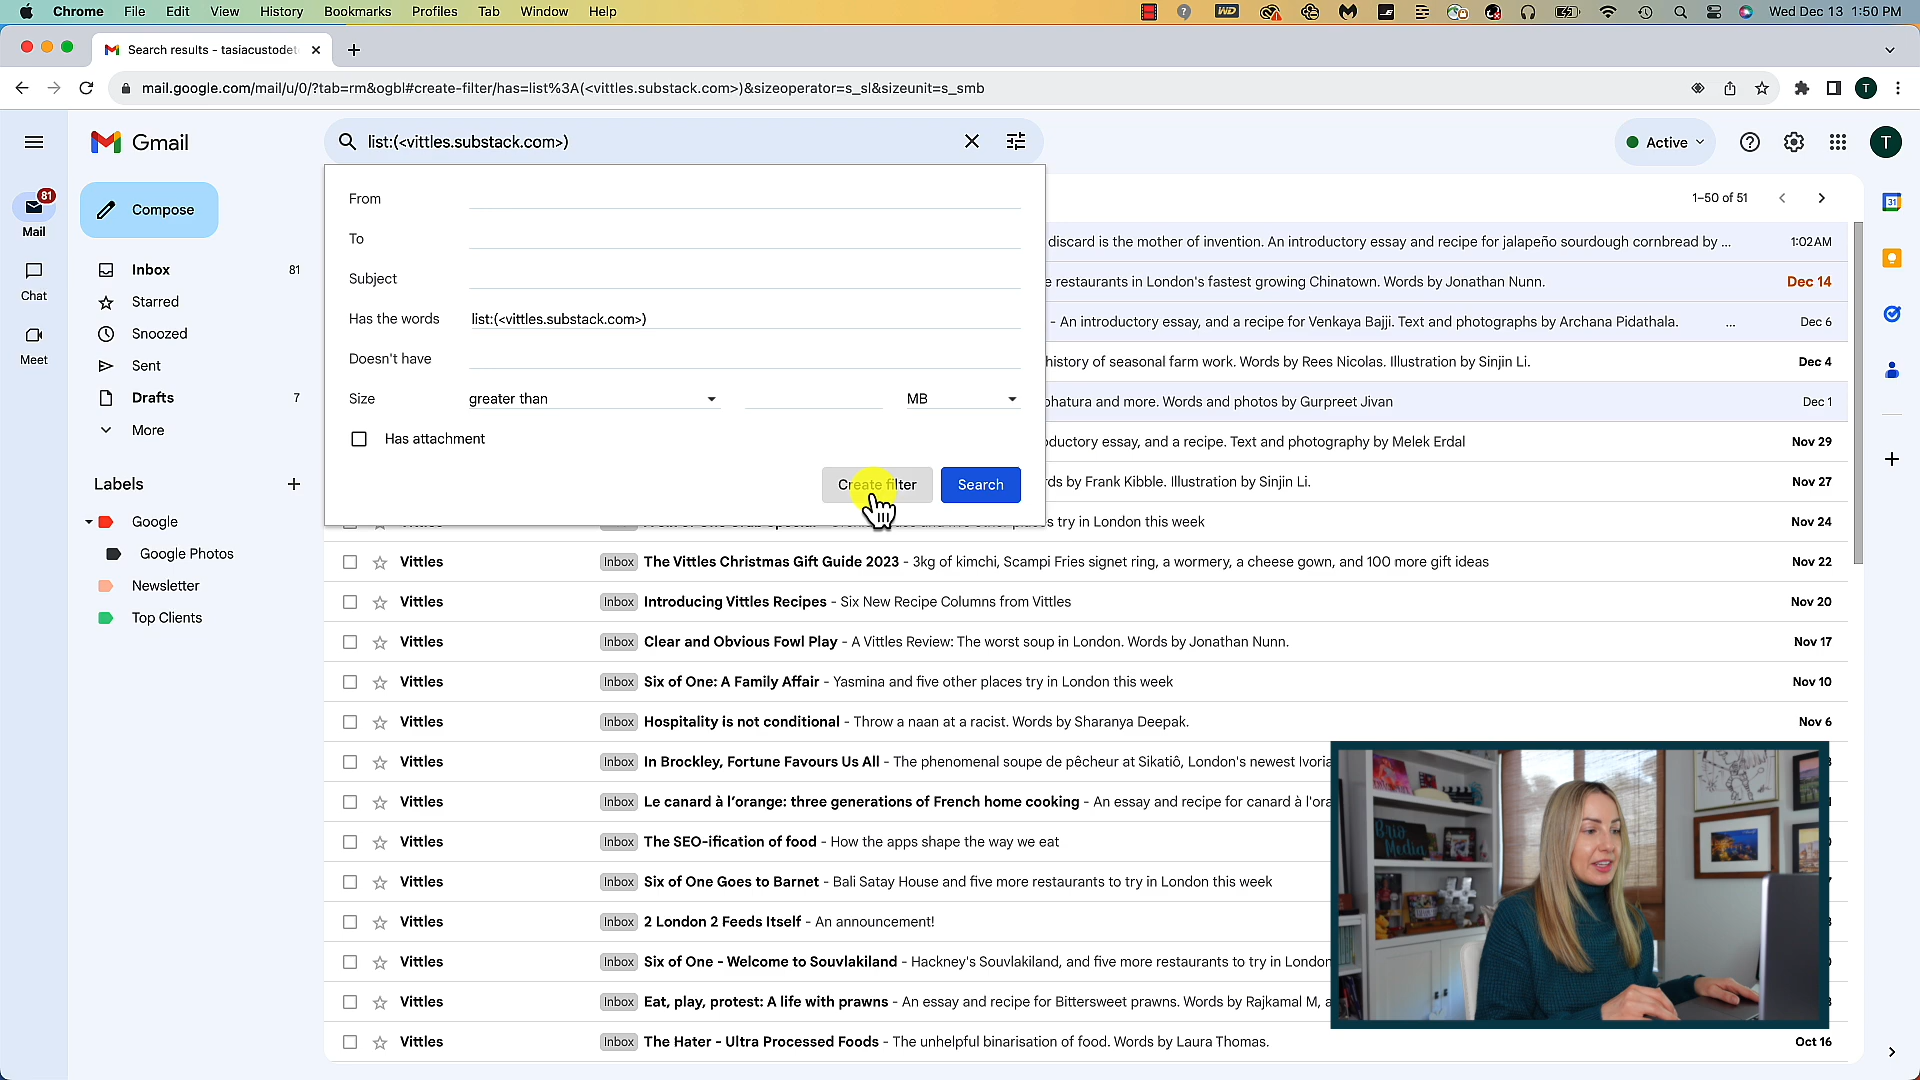 Chrome File Edit View History Bookmarks Profiles Tab Window Help
WD
Wed Dec 13 1:50 PM
Search results - tasiacustodet
mail.google.com/mail/u/0/?tab=rm&ogbl#create-filter/has=list%3A(<vittles.substack.com>)&sizeoperator=s_sl&sizeunit=s_smb
T
Gmail
list:(<vittles.substack.com>)
Active
T
81
Mail
Chat
Meet
Compose
Inbox 81
Starred
Snoozed
Sent
Drafts 7
More
Labels
Google
Google Photos
Newsletter
Top Clients
From
To
Subject
Has the words list:(<vittles.substack.com>)
Doesn't have
Size greater than MB
Has attachment
Create filter Search
1–50 of 51
31
discard is the mother of invention. An introductory essay and recipe for jalapeño sourdough cornbread by ... 1:02 AM
e restaurants in London's fastest growing Chinatown. Words by Jonathan Nunn. Dec 14
- An introductory essay, and a recipe for Venkaya Bajji. Text and photographs by Archana Pidathala. ... Dec 6
history of seasonal farm work. Words by Rees Nicolas. Illustration by Sinjin Li. Dec 4
bhatura and more. Words and photos by Gurpreet Jivan Dec 1
ductory essay, and a recipe. Text and photography by Melek Erdal Nov 29
rds by Frank Kibble. Illustration by Sinjin Li. Nov 27
s try in London this week Nov 24
Vittles Inbox The Vittles Christmas Gift Guide 2023 - 3kg of kimchi, Scampi Fries signet ring, a wormery, a cheese gown, and 100 more gift ideas Nov 22
Vittles Inbox Introducing Vittles Recipes - Six New Recipe Columns from Vittles Nov 20
Vittles Inbox Clear and Obvious Fowl Play - A Vittles Review: The worst soup in London. Words by Jonathan Nunn. Nov 17
Vittles Inbox Six of One: A Family Affair - Yasmina and five other places try in London this week Nov 10
Vittles Inbox Hospitality is not conditional - Throw a naan at a racist. Words by Sharanya Deepak. Nov 6
Vittles Inbox In Brockley, Fortune Favours Us All - The phenomenal soupe de pêcheur at Sikatiô, London's newest Ivoria
Vittles Inbox Le canard à l'orange: three generations of French home cooking - An essay and recipe for canard à l'ora
Vittles Inbox The SEO-ification of food - How the apps shape the way we eat
Vittles Inbox Six of One Goes to Barnet - Bali Satay House and five more restaurants to try in London this week
Vittles Inbox 2 London 2 Feeds Itself - An announcement!
Vittles Inbox Six of One - Welcome to Souvlakiland - Hackney's Souvlakiland, and five more restaurants to try in London
Vittles Inbox Eat, play, protest: A life with prawns - An essay and recipe for Bittersweet prawns. Words by Rajkamal M, a
Vittles Inbox The Hater - Ultra Processed Foods - The unhelpful binarisation of food. Words by Laura Thomas. Oct 16
Bria Media